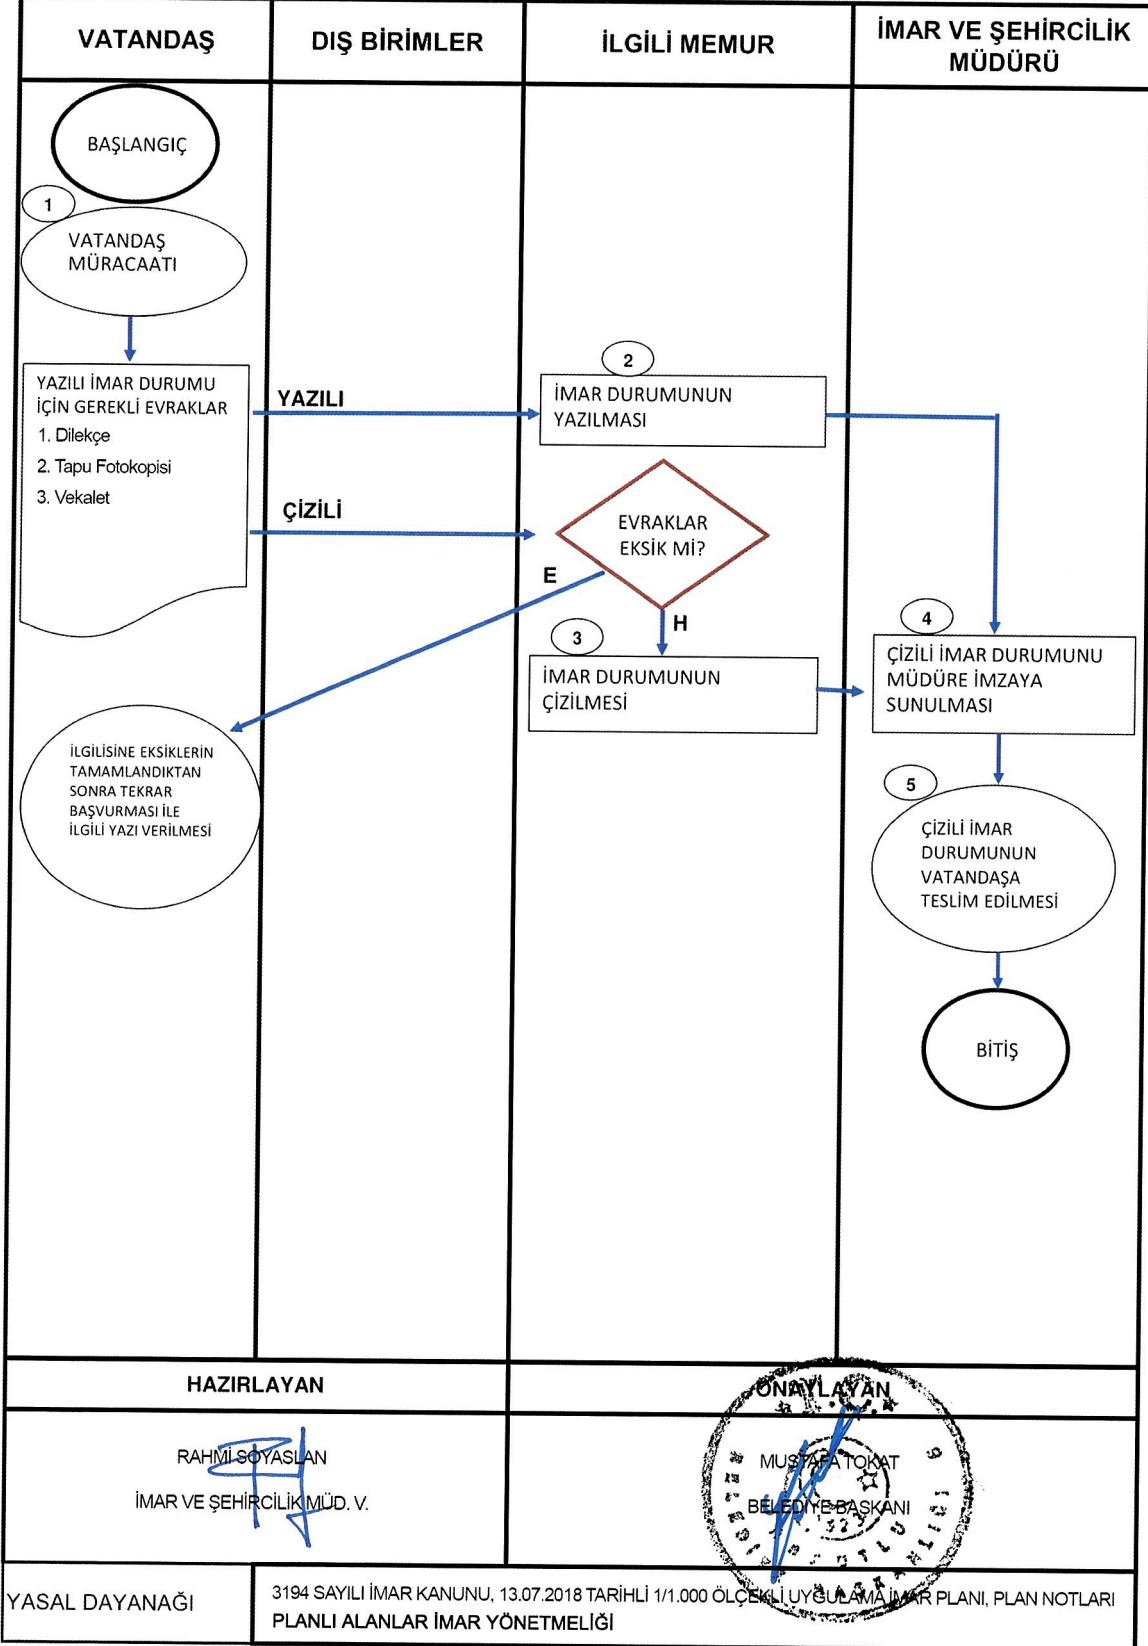 VATANDAŞ
DIŞ BİRİMLER
İLGİLİ MEMUR
İMAR VE ŞEHİRCİLİK
MÜDÜRÜ
BAŞLANGIÇ
1
VATANDAŞ
MÜRACAATI
YAZILI İMAR DURUMU
İÇİN GEREKLİ EVRAKLAR
1. Dilekçe
2. Tapu Fotokopisi
3. Vekalet
YAZILI
ÇİZİLİ
2
İMAR DURUMUNUN
YAZILMASI
EVRAKLAR
EKSİK Mİ?
E
H
3
İMAR DURUMUNUN
ÇİZİLMESİ
4
ÇİZİLİ İMAR DURUMUNU
MÜDÜRE İMZAYA
SUNULMASI
İLGİLİSİNE EKSİKLERİN
TAMAMLANDIKTAN
SONRA TEKRAR
BAŞVURMASI İLE
İLGİLİ YAZI VERİLMESİ
5
ÇİZİLİ İMAR
DURUMUNUN
VATANDAŞA
TESLİM EDİLMESİ
BİTİŞ
HAZIRLAYAN
ONAYLAYAN
RAHMİ SOYASLAN
İMAR VE ŞEHİRCİLİK MÜD. V.
MUSTAFA TOKAT
BELEDİYE BAŞKANI
YASAL DAYANAĞI
3194 SAYILI İMAR KANUNU, 13.07.2018 TARİHLİ 1/1.000 ÖLÇEKLİ UYGULAMA İMAR PLANI, PLAN NOTLARI
PLANLI ALANLAR İMAR YÖNETMELİĞİ